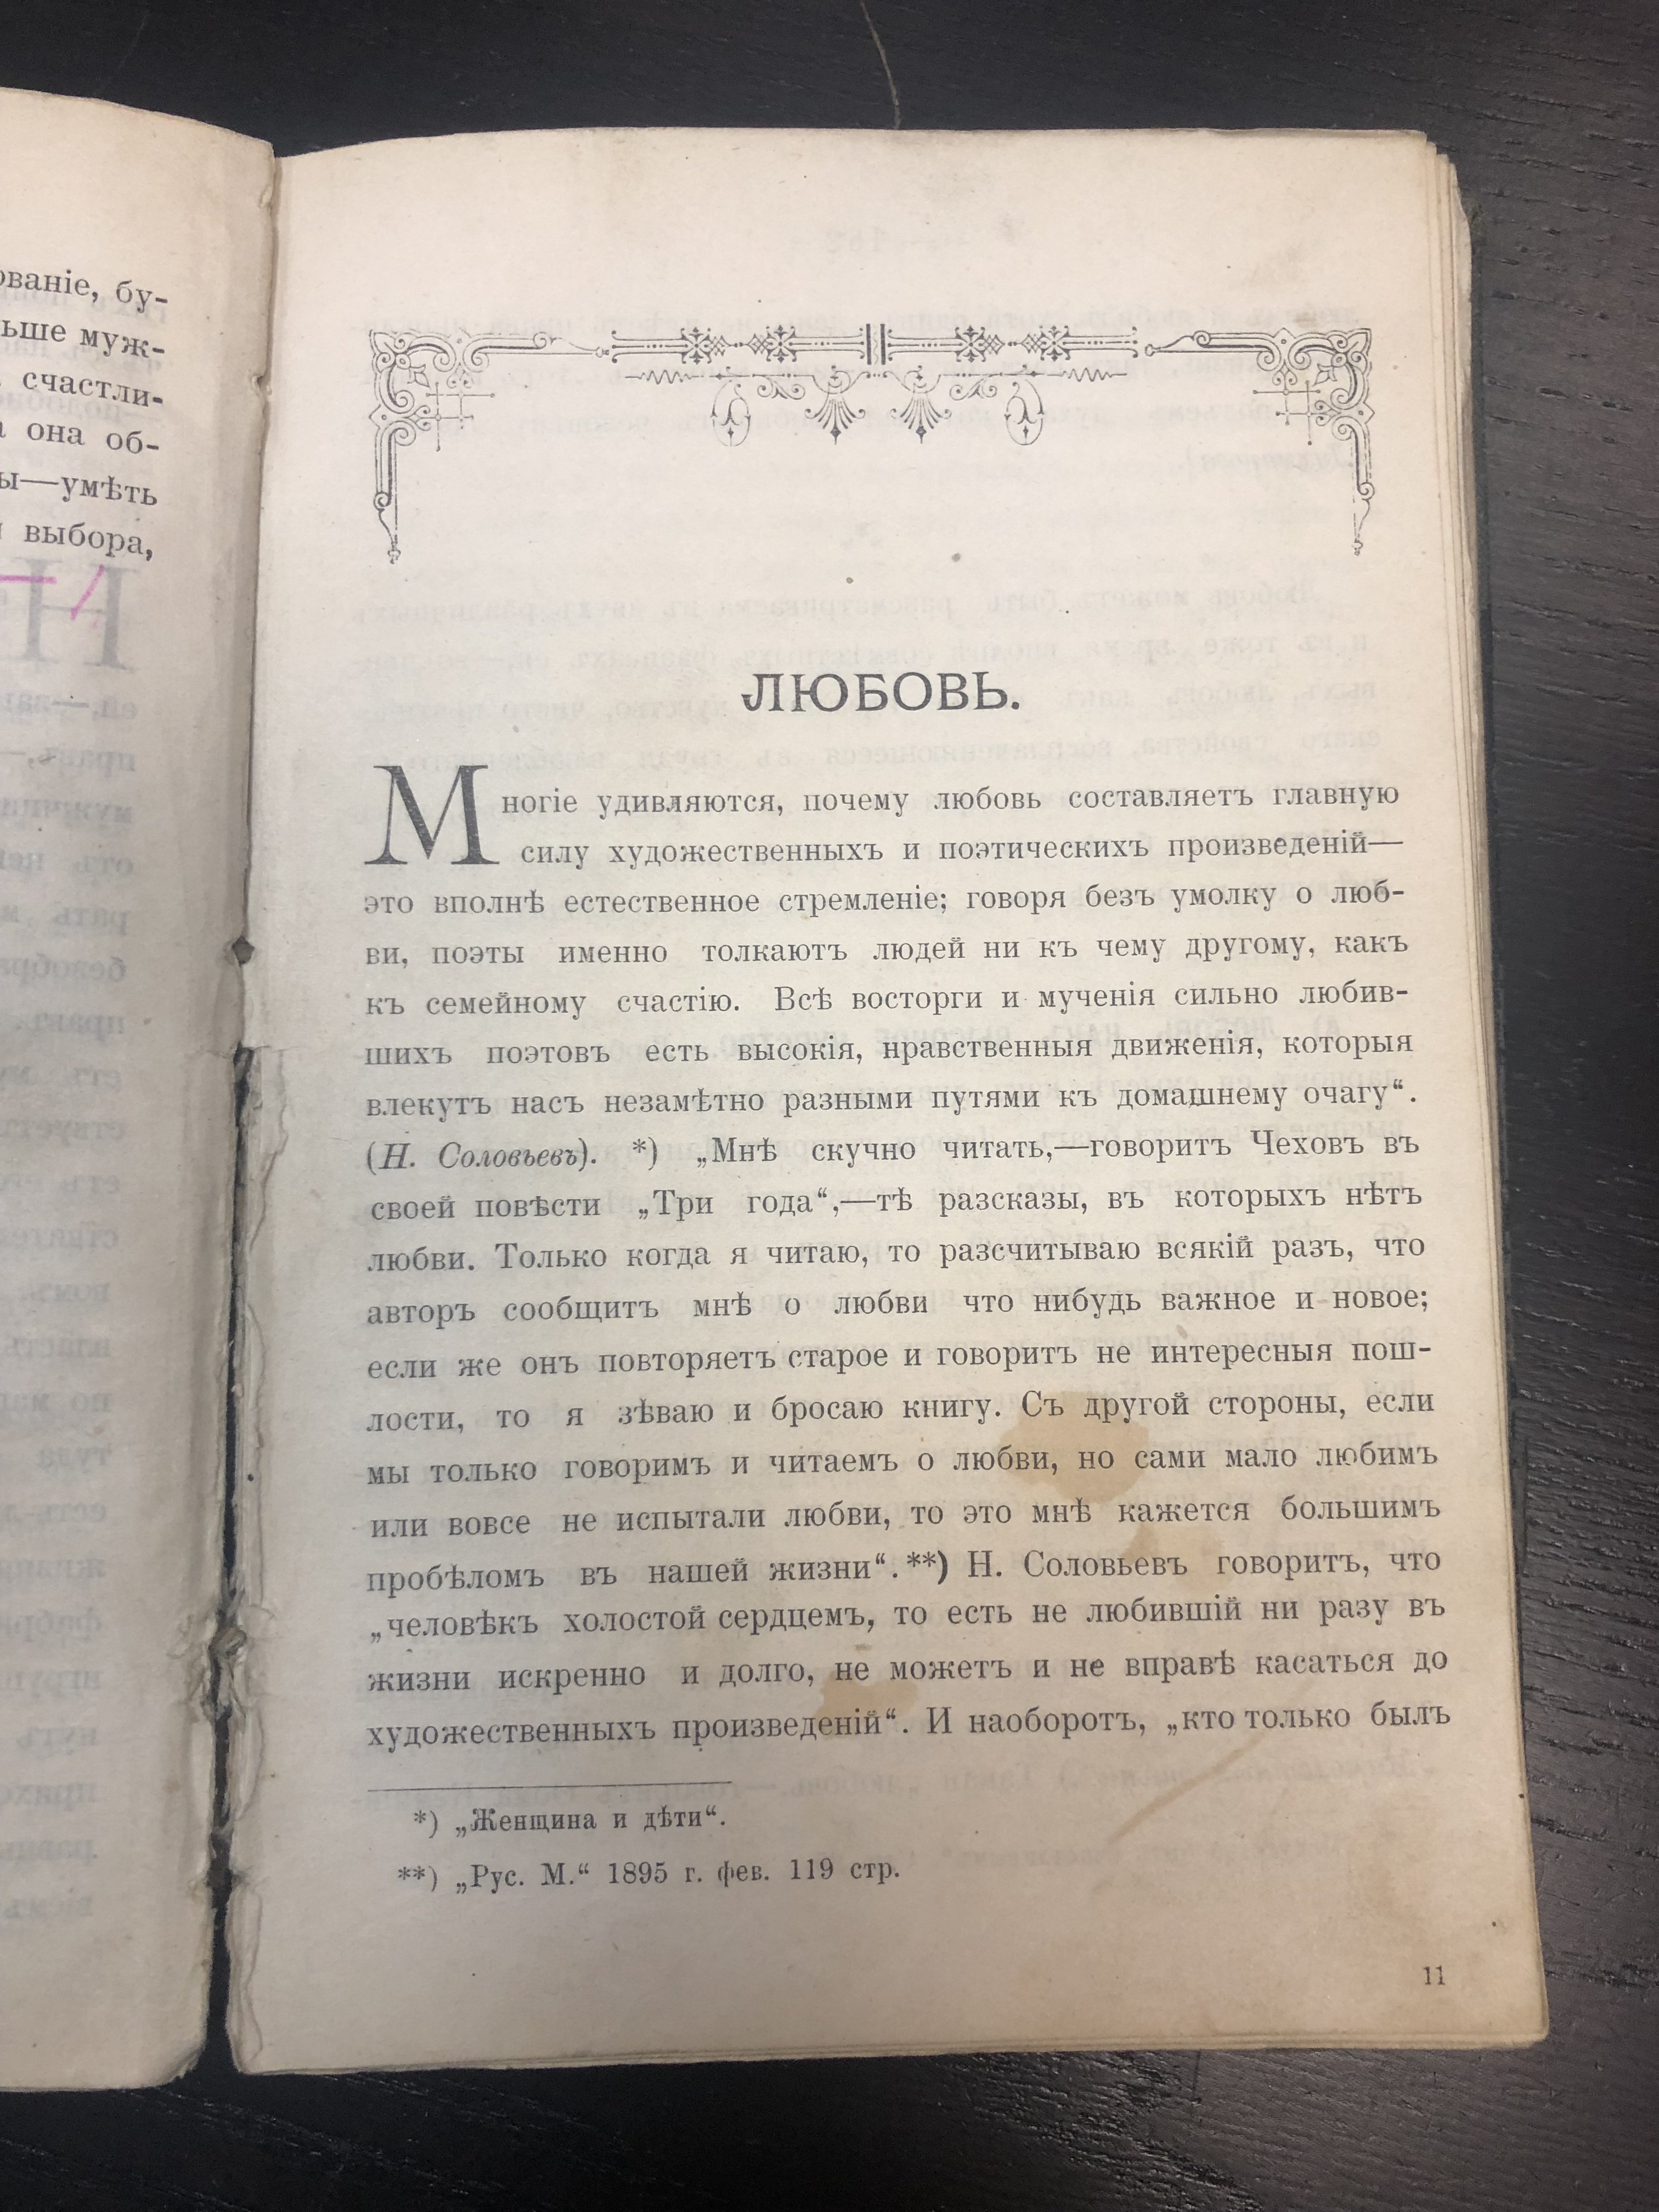 ованіе, бу-
ьше муж-
счастли-
а она об-
ы—умѣть
выбора,
ЛЮБОВЬ.
Многіе удивляются, почему любовь составляетъ главную
силу художественныхъ и поэтическихъ произведеній—
это вполнѣ естественное стремленіе; говоря безъ умолку о люб-
ви, поэты именно толкаютъ людей ни къ чему другому, какъ
къ семейному счастію. Всѣ восторги и мученія сильно любив-
шихъ поэтовъ есть высокія, нравственныя движенія, которыя
влекутъ насъ незамѣтно разными путями къ домашнему очагу“.
(Н. Соловьевъ). *) „Мнѣ скучно читать,—говоритъ Чеховъ въ
своей повѣсти „Три года“,—тѣ разсказы, въ которыхъ нѣтъ
любви. Только когда я читаю, то разсчитываю всякій разъ, что
авторъ сообщитъ мнѣ о любви что нибудь важное и новое;
если же онъ повторяетъ старое и говоритъ не интересныя пош-
лости, то я зѣваю и бросаю книгу. Съ другой стороны, если
мы только говоримъ и читаемъ о любви, но сами мало любимъ
или вовсе не испытали любви, то это мнѣ кажется большимъ
пробѣломъ въ нашей жизни“. **) Н. Соловьевъ говоритъ, что
„человѣкъ холостой сердцемъ, то есть не любившій ни разу въ
жизни искренно и долго, не можетъ и не вправѣ касаться до
художественныхъ произведеній“. И наоборотъ, „кто только былъ
*) „Женщина и дѣти“.
**) „Рус. М.“ 1895 г. фев. 119 стр.
11